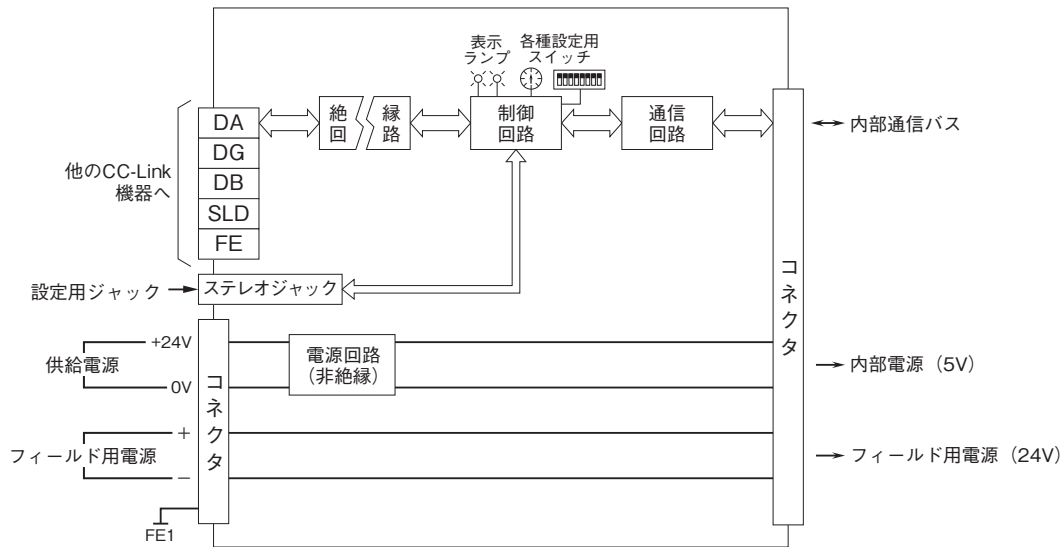 表示
ランプ
各種設定用
スイッチ
他のCC-Link
機器へ
DA
DG
DB
SLD
FE
絶 縁
回 路
制御
回路
通信
回路
内部通信バス
設定用ジャック
ステレオジャック
コネクタ
供給電源
+24V
0V
コネクタ
電源回路
(非絶縁)
内部電源(5V)
フィールド用電源
+
−
フィールド用電源(24V)
FE1